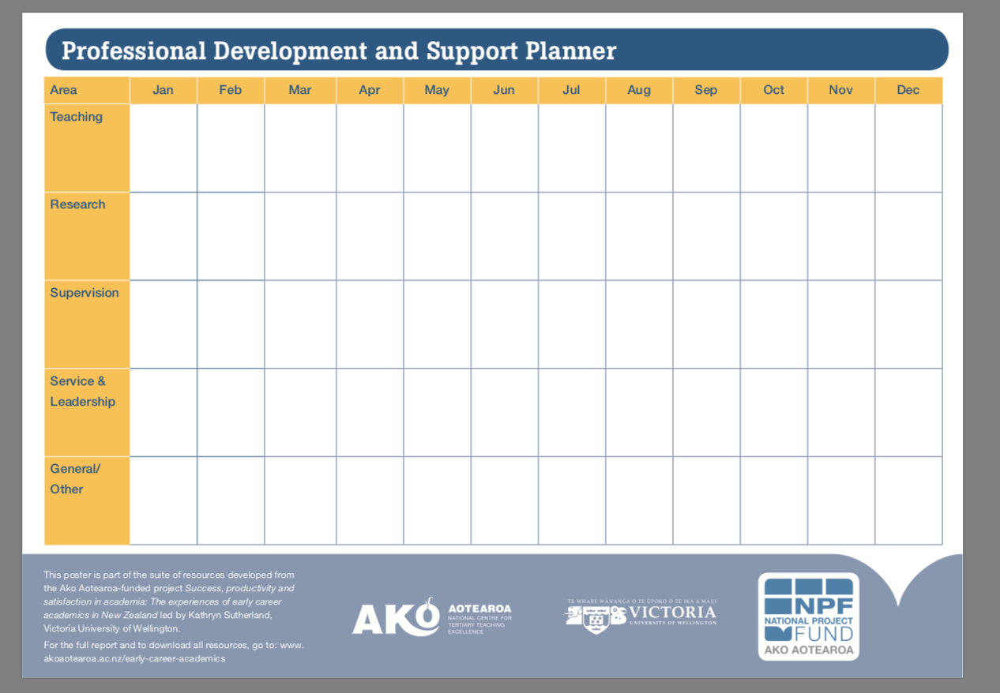 Professional Development and Support Planner
Area Jan Feb Mar Apr May Jun Jul Aug Sep Oct Nov Dec
Teaching
Research
Supervision
Service &
Leadership
General/
Other
This poster is part of the suite of resources developed from
the Ako Aotearoa-funded project Success, productivity and
satisfaction in academia: The experiences of early career
academics in New Zealand led by Kathryn Sutherland,
Victoria University of Wellington.
For the full report and to download all resources, go to: www.
akoaotearoa.ac.nz/early-career-academics
AKO
AOTEAROA
NATIONAL CENTRE FOR
TERTIARY TEACHING
EXCELLENCE
TE WHARE WĀNANGA O TE ŪPOKO O TE IKA A MĀUI
VICTORIA
UNIVERSITY OF WELLINGTON
NPF
NATIONAL PROJECT
FUND
AKO AOTEAROA